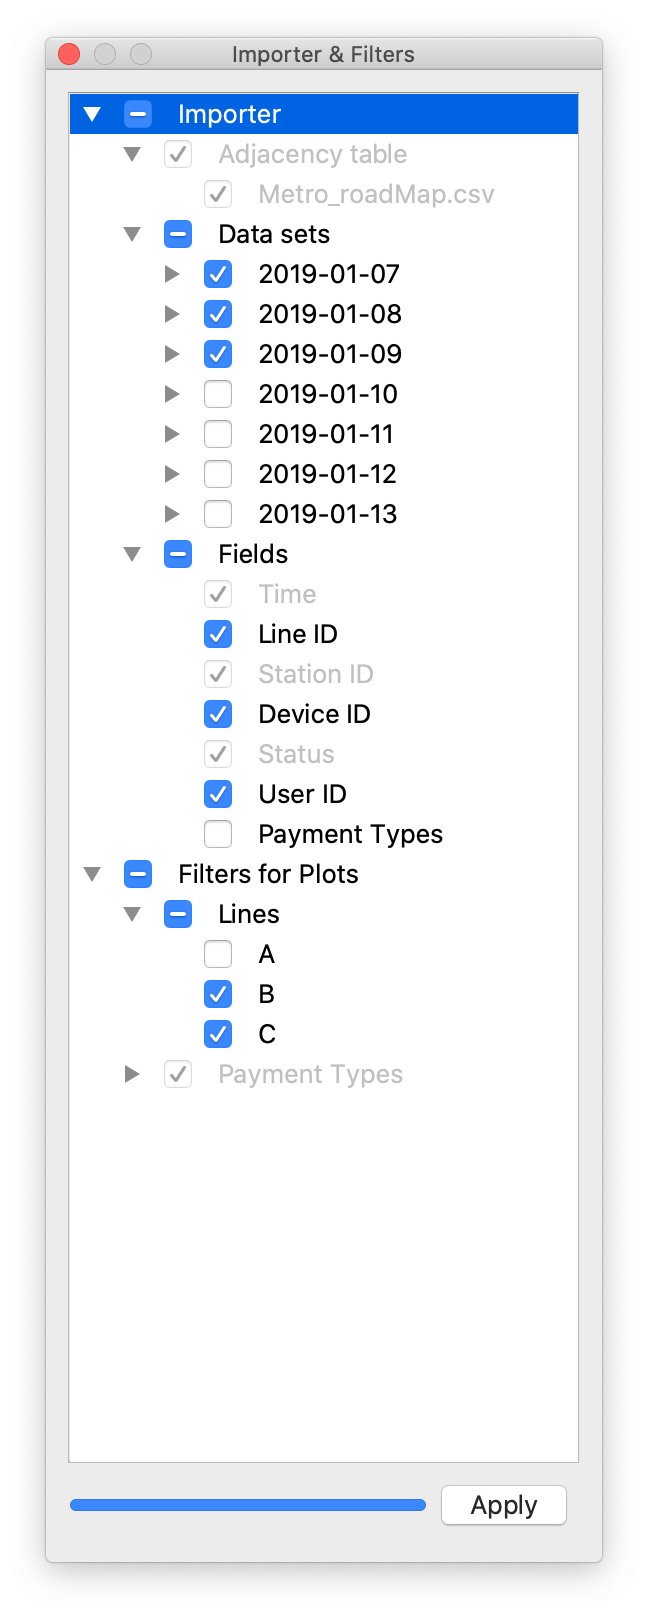 Importer & Filters
Importer
Adjacency table
Metro_roadMap.csv
Data sets
2019-01-07
2019-01-08
2019-01-09
2019-01-10
2019-01-11
2019-01-12
2019-01-13
Fields
Time
Line ID
Station ID
Device ID
Status
User ID
Payment Types
Filters for Plots
Lines
A
B
C
Payment Types
Apply